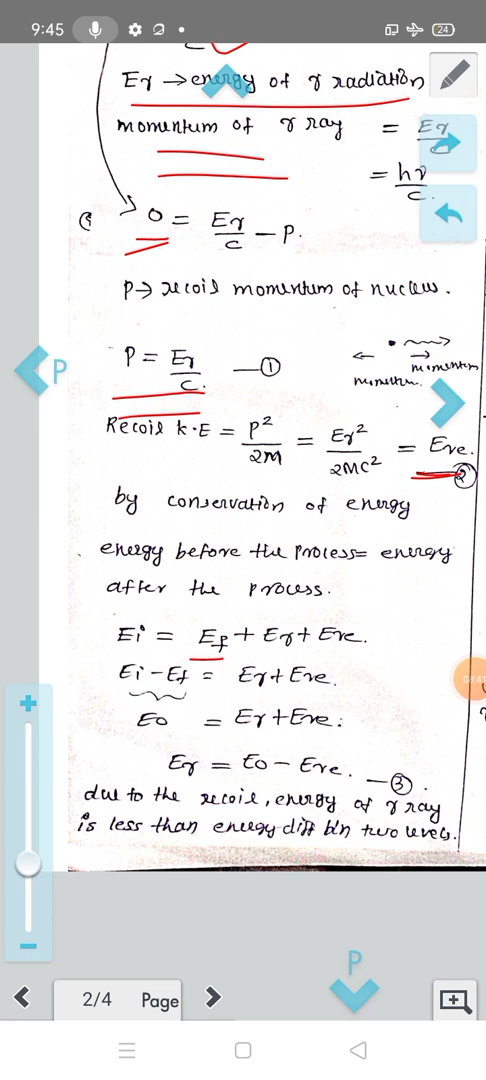 9:45
24
Eγ → energy of γ radiation
momentum of γ ray = Eγ/c
= hν/c.
0 = Eγ/c - P.
P → recoil momentum of nucleus.
P = Eγ/c. —①
momentum
momentum.
Recoil k.E = P²/2M = Eγ²/2MC² = Ere. —②
by conservation of energy
energy before the process = energy
after the process.
Ei = Ef + Eγ + Ere.
Ei - Ef = Eγ + Ere.
E0 = Eγ + Ere.
Eγ = E0 - Ere. —③.
due to the recoil, energy of γ ray
is less than energy diff b/n two levels.
P
P
2/4 Page